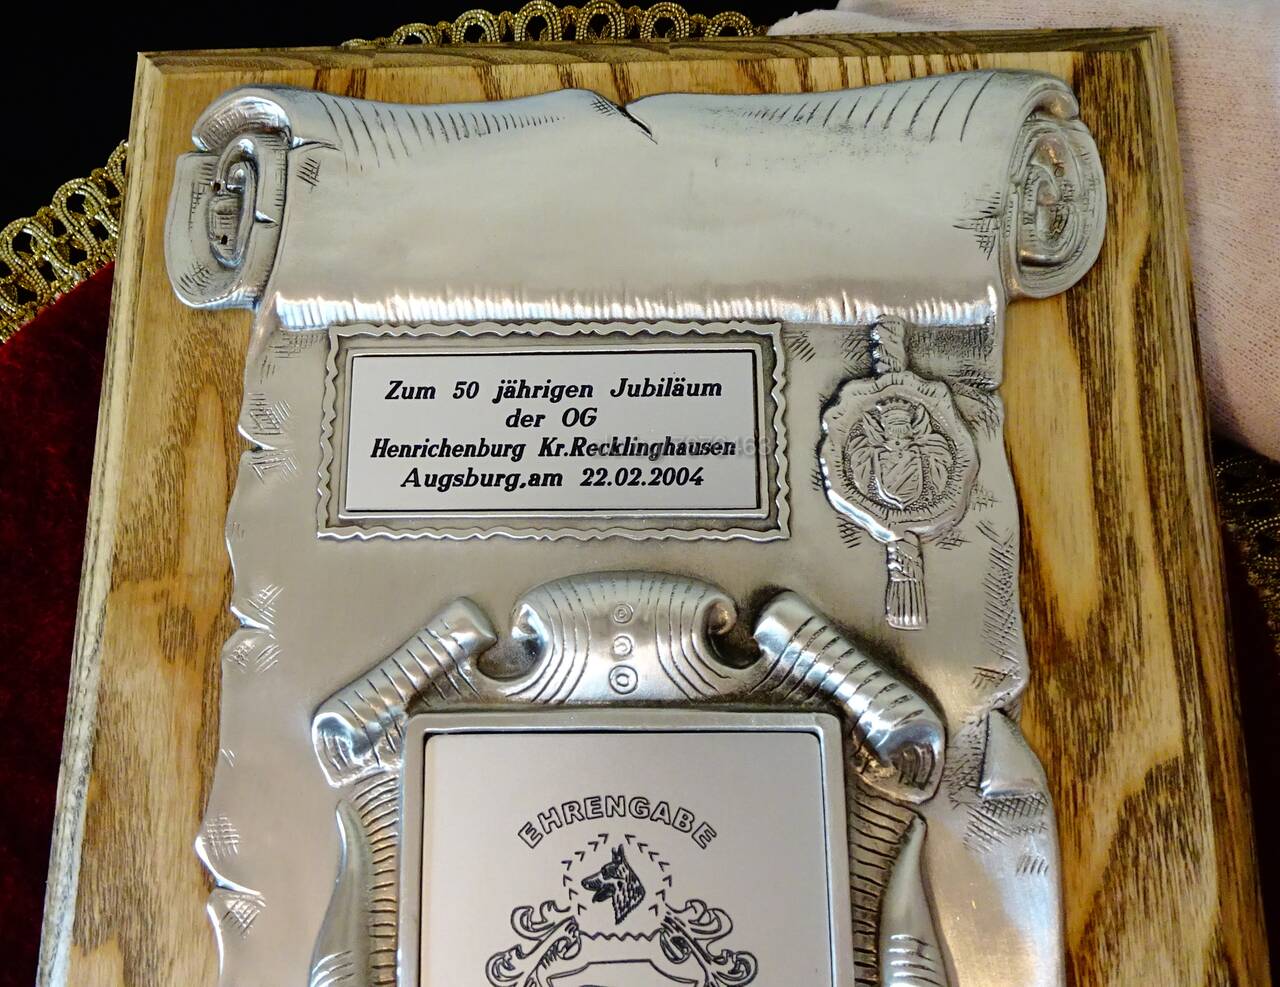 Zum 50 jährigen Jubiläum
der OG
Henrichenburg Kr.Recklinghausen
Augsburg,am 22.02.2004
EHRENGABE